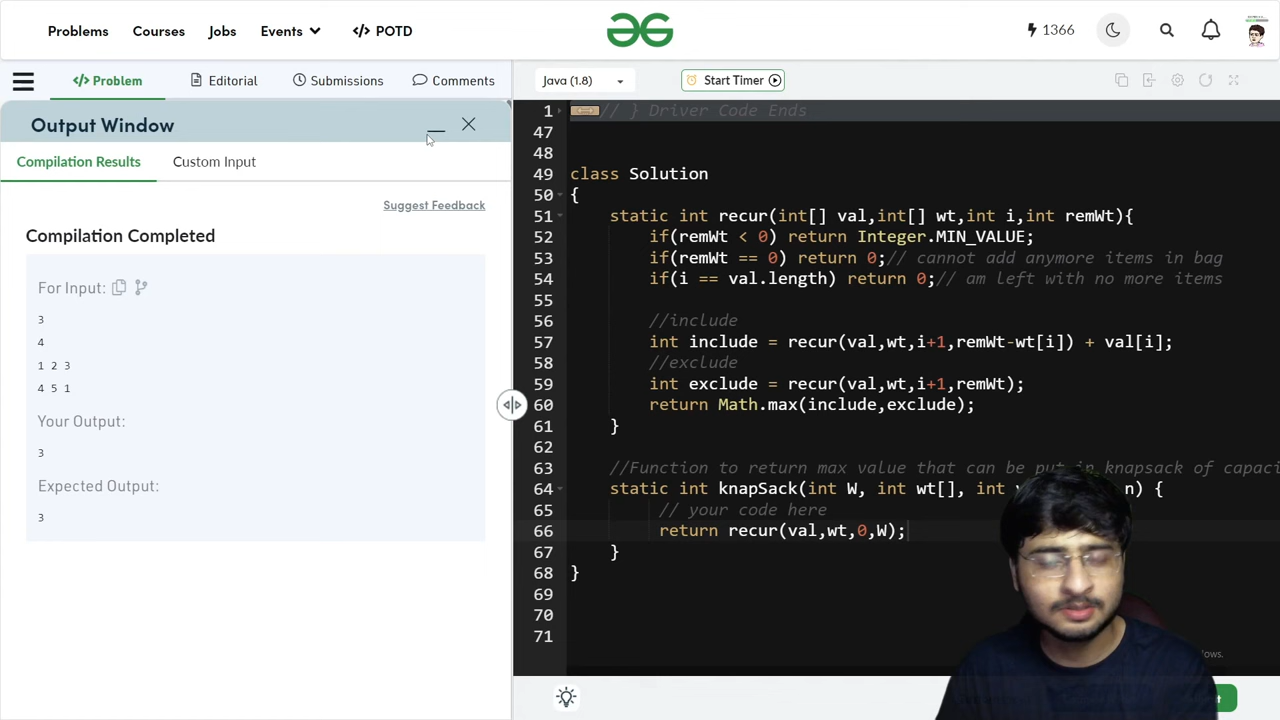 Problems Courses Jobs Events </> POTD 1366
</> Problem Editorial Submissions Comments Java (1.8) Start Timer
Output Window
Compilation Results Custom Input
Suggest Feedback
Compilation Completed
For Input:
3
4
1 2 3
4 5 1
Your Output:
3
Expected Output:
3
1 // } Driver Code Ends
47
48
49 class Solution
50 {
51 static int recur(int[] val,int[] wt,int i,int remWt){
52 if(remWt < 0) return Integer.MIN_VALUE;
53 if(remWt == 0) return 0;// cannot add anymore items in bag
54 if(i == val.length) return 0;// am left with no more items
55
56 //include
57 int include = recur(val,wt,i+1,remWt-wt[i]) + val[i];
58 //exclude
59 int exclude = recur(val,wt,i+1,remWt);
60 return Math.max(include,exclude);
61 }
62
63 //Function to return max value that can be put in knapsack of capaci
64 static int knapSack(int W, int wt[], int n) {
65 // your code here
66 return recur(val,wt,0,W);
67 }
68 }
69
70
71